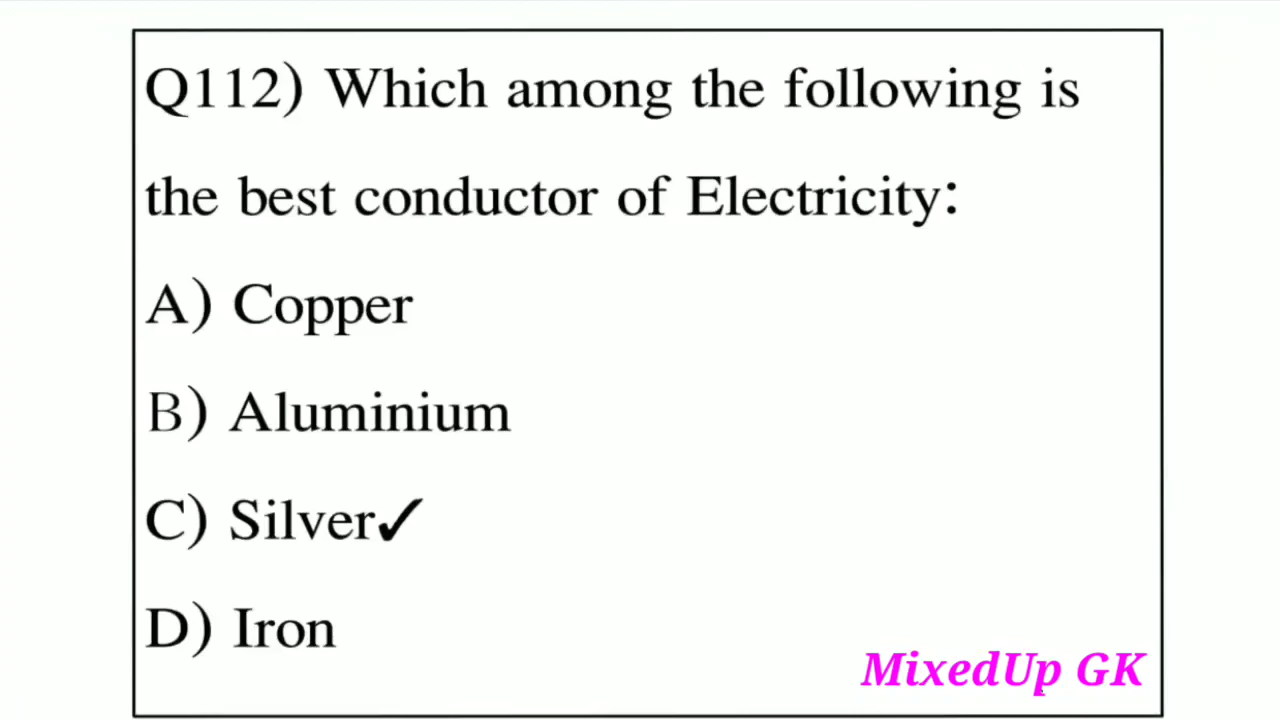 Q112) Which among the following is
the best conductor of Electricity:
A) Copper
B) Aluminium
C) Silver✓
D) Iron
MixedUp GK